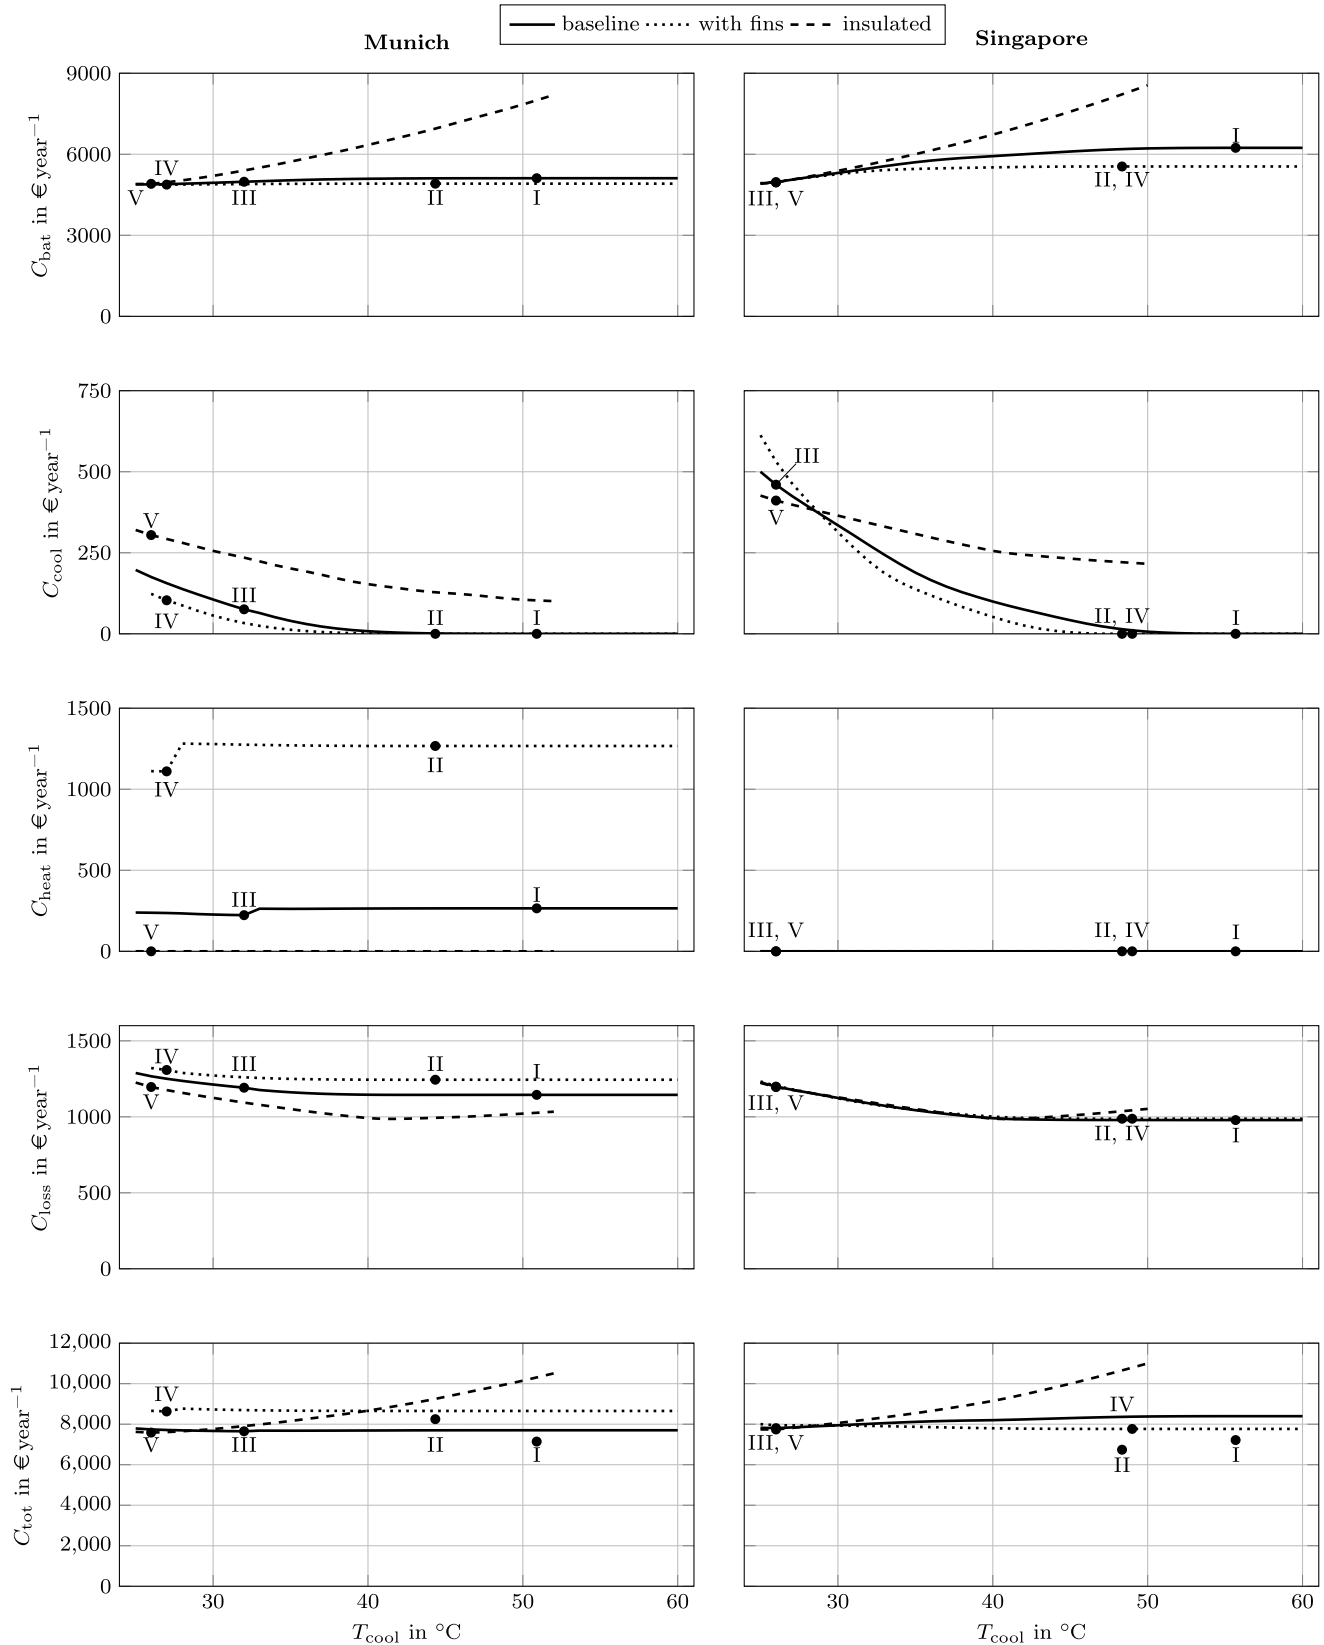 baseline with fins insulated
Munich Singapore
9000
6000
3000
0
C_bat in € year⁻¹
V IV III II I
III, V II, IV I
750
500
250
0
C_cool in € year⁻¹
V IV III II I
III V II, IV I
1500
1000
500
0
C_heat in € year⁻¹
IV II III I V
III, V II, IV I
1500
1000
500
0
C_loss in € year⁻¹
IV V III II I
III, V II, IV I
12,000
10,000
8,000
6,000
4,000
2,000
0
C_tot in € year⁻¹
IV V III II I
III, V IV II I
30 40 50 60 30 40 50 60
T_cool in °C T_cool in °C